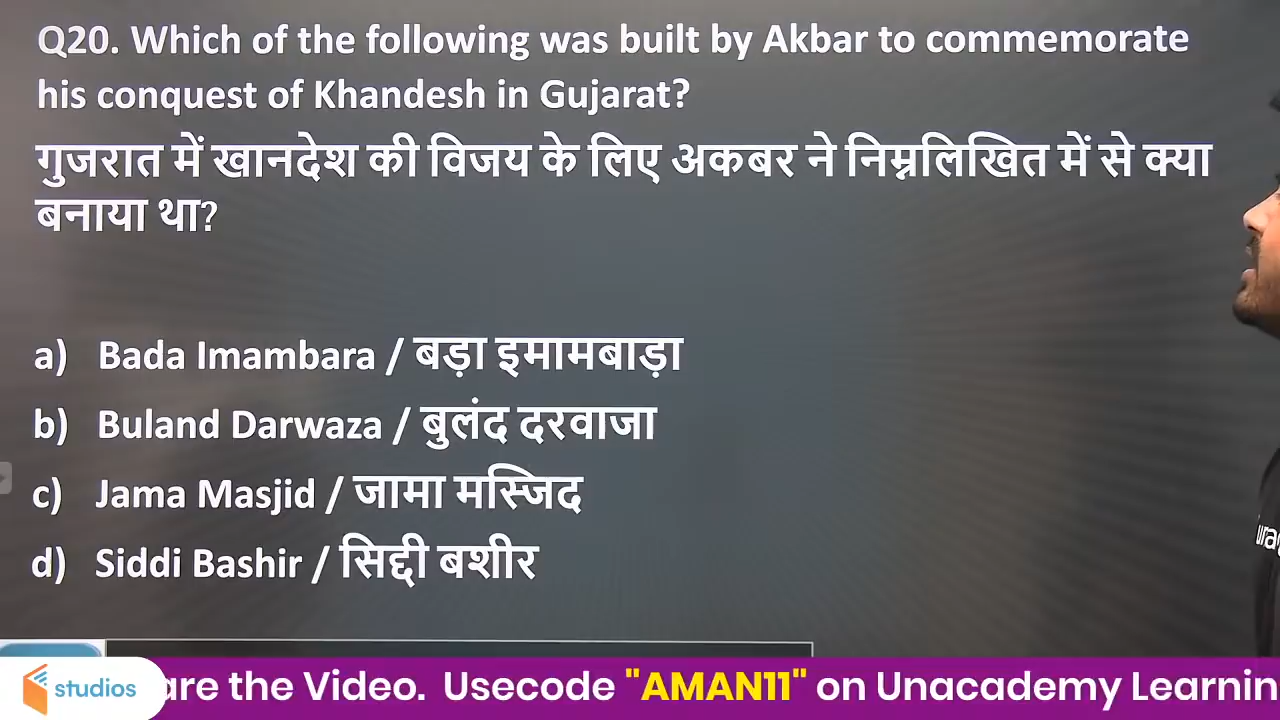 Q20. Which of the following was built by Akbar to commemorate
his conquest of Khandesh in Gujarat?
गुजरात में खानदेश की विजय के लिए अकबर ने निम्नलिखित में से क्या
बनाया था?
a) Bada Imambara / बड़ा इमामबाड़ा
b) Buland Darwaza / बुलंद दरवाजा
c) Jama Masjid / जामा मस्जिद
d) Siddi Bashir / सिद्दी बशीर
studios are the Video. Usecode "AMAN11" on Unacademy Learnin